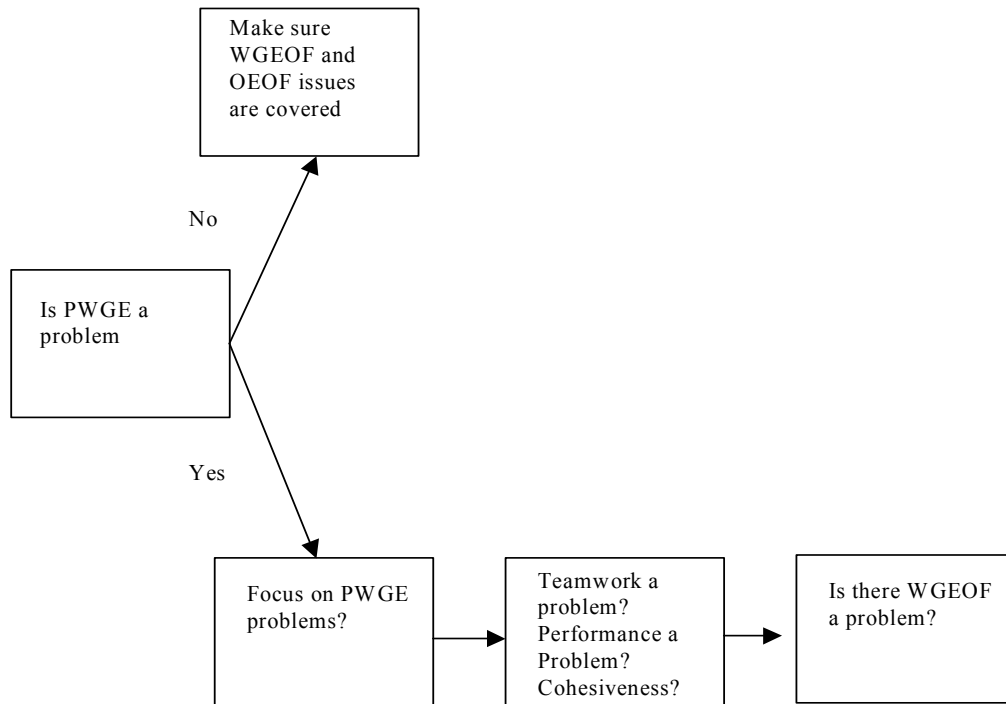 Make sure
WGEOF and
OEOF issues
are covered
No
Is PWGE a
problem
Yes
Focus on PWGE
problems?
Teamwork a
problem?
Performance a
Problem?
Cohesiveness?
Is there WGEOF
a problem?